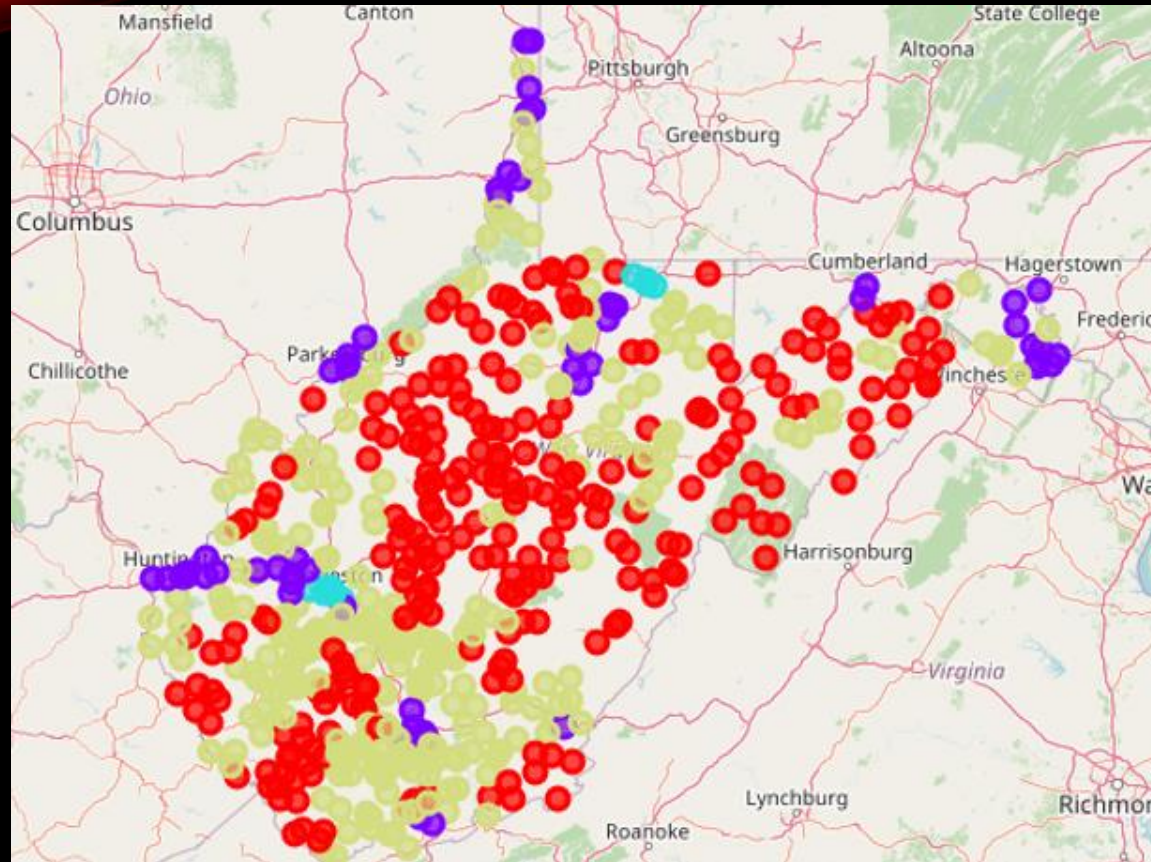 Mansfield
Canton
State College
Altoona
Pittsburgh
Ohio
Greensburg
Columbus
Cumberland
Hagerstown
Chillicothe
Harrisonburg
Virginia
Lynchburg
Roanoke